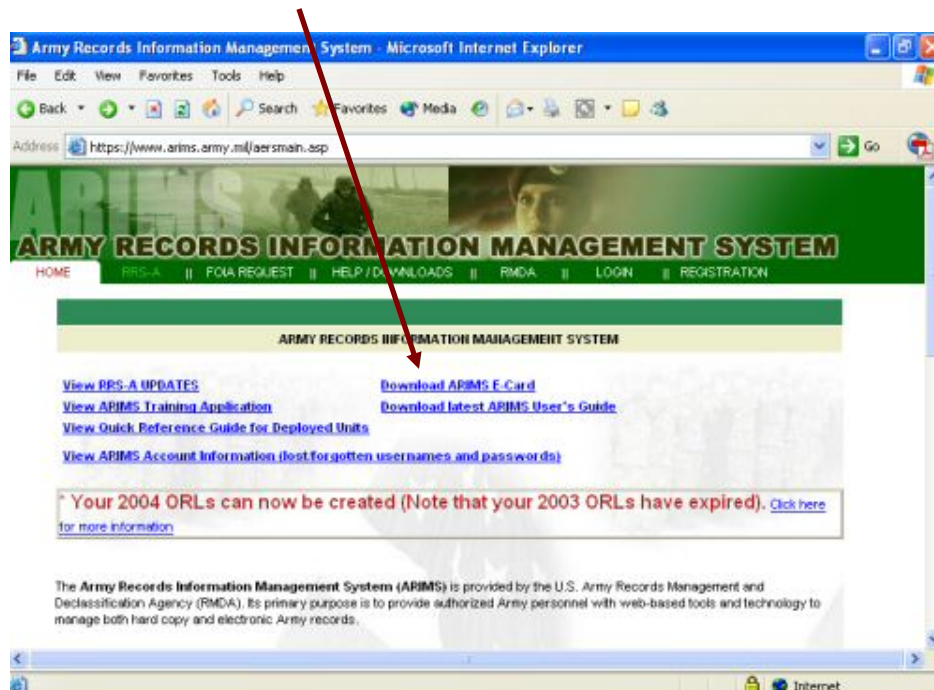 Army Records Information Management System - Microsoft Internet Explorer
File Edit View Favorites Tools Help
Back Search Favorites Media
Address https://www.arims.army.mil/aersmain.asp Go
ARIMS
ARMY RECORDS INFORMATION MANAGEMENT SYSTEM
HOME RRS-A || FOIA REQUEST || HELP / DOWNLOADS || RMDA || LOGIN || REGISTRATION
ARMY RECORDS INFORMATION MANAGEMENT SYSTEM
View RRS-A UPDATES Download ARIMS E-Card
View ARIMS Training Application Download latest ARIMS User's Guide
View Quick Reference Guide for Deployed Units
View ARIMS Account Information (lost/forgotten usernames and passwords)
* Your 2004 ORLs can now be created (Note that your 2003 ORLs have expired). Click here
for more information
The Army Records Information Management System (ARIMS) is provided by the U.S. Army Records Management and
Declassification Agency (RMDA). Its primary purpose is to provide authorized Army personnel with web-based tools and technology to
manage both hard copy and electronic Army records.
Internet